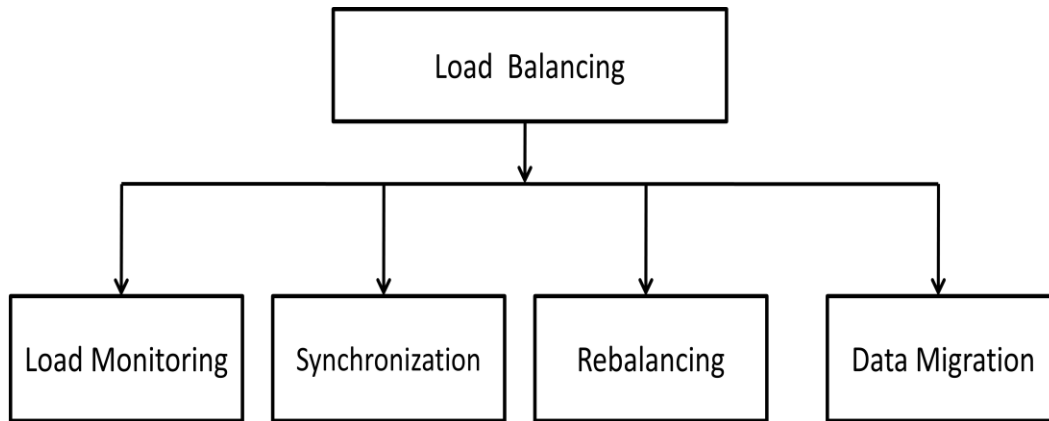 Load Balancing
Load Monitoring
Synchronization
Rebalancing
Data Migration